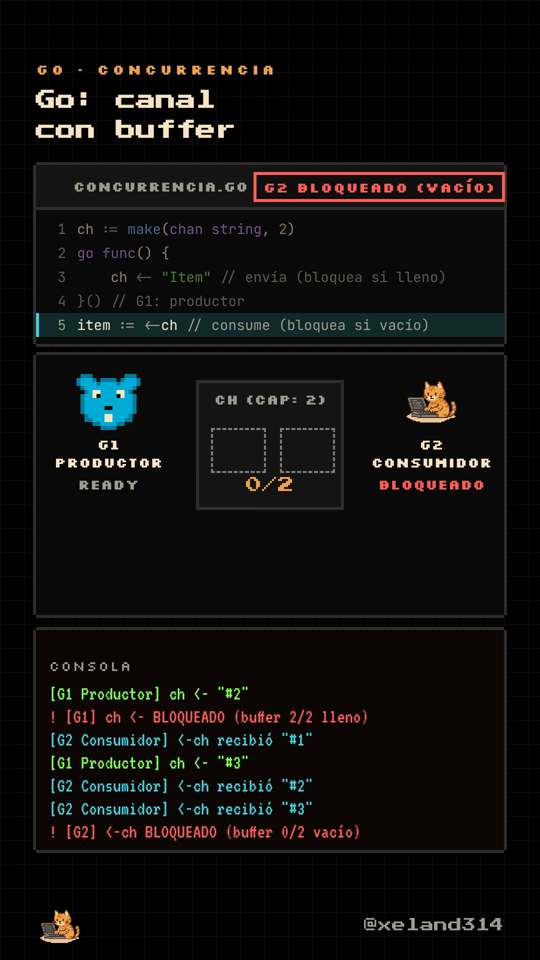 GO · CONCURRENCIA
Go: canal
con buffer
CONCURRENCIA.GO
G2 BLOQUEADO (VACÍO)
1 ch := make(chan string, 2)
2 go func() {
3     ch <- "Item" // envía (bloquea si lleno)
4 }() // G1: productor
5 item := <-ch // consume (bloquea si vacío)
G1
PRODUCTOR
READY
CH (CAP: 2)
0/2
G2
CONSUMIDOR
BLOQUEADO
CONSOLA
[G1 Productor] ch <- "#2"
! [G1] ch <- BLOQUEADO (buffer 2/2 lleno)
[G2 Consumidor] <-ch recibió "#1"
[G1 Productor] ch <- "#3"
[G2 Consumidor] <-ch recibió "#2"
[G2 Consumidor] <-ch recibió "#3"
! [G2] <-ch BLOQUEADO (buffer 0/2 vacío)
@xeland314